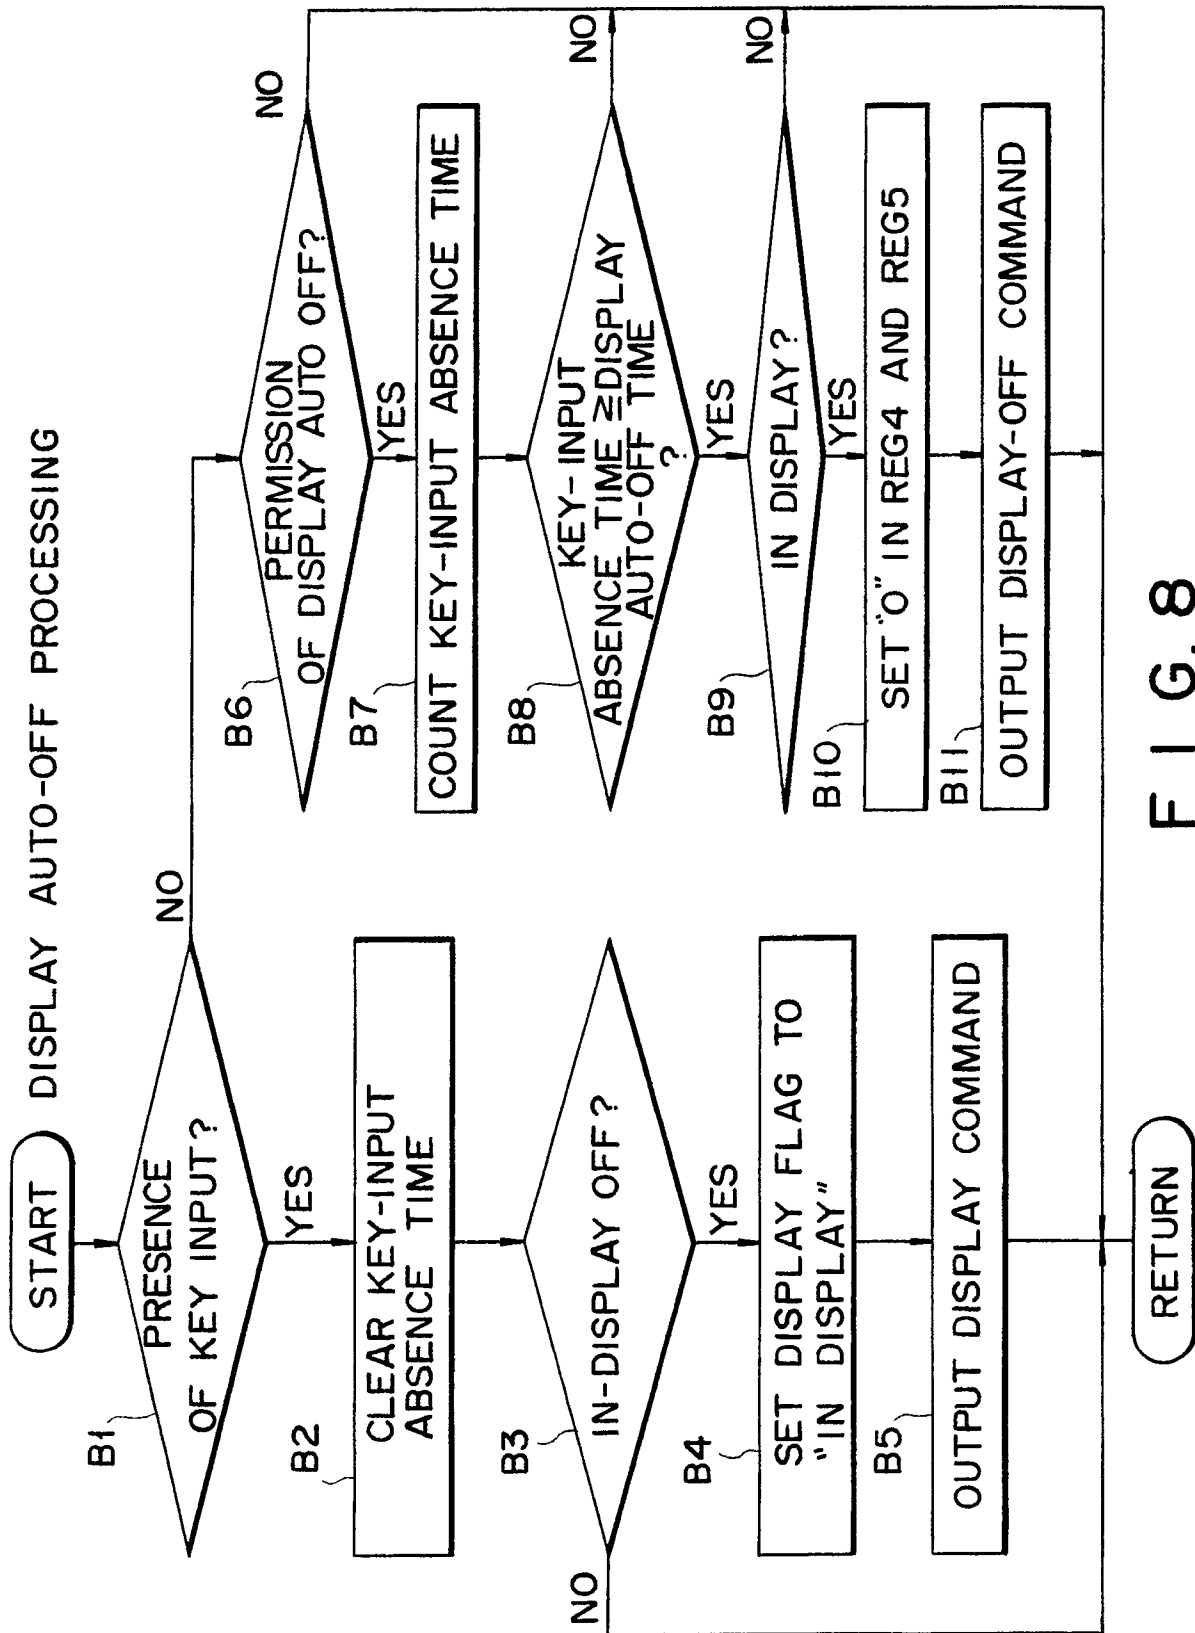 START
DISPLAY AUTO-OFF PROCESSING
B1
PRESENCE
OF KEY INPUT?
NO
YES
B2
CLEAR KEY-INPUT
ABSENCE TIME
B3
IN-DISPLAY OFF?
NO
YES
B4
SET DISPLAY FLAG TO
"IN DISPLAY"
B5
OUTPUT DISPLAY COMMAND
RETURN
B6
PERMISSION
OF DISPLAY AUTO OFF?
NO
YES
B7
COUNT KEY-INPUT ABSENCE TIME
B8
KEY-INPUT
ABSENCE TIME ≧ DISPLAY
AUTO-OFF TIME
?
NO
YES
B9
IN DISPLAY?
NO
YES
B10
SET "O" IN REG4 AND REG5
B11
OUTPUT DISPLAY-OFF COMMAND
FIG. 8